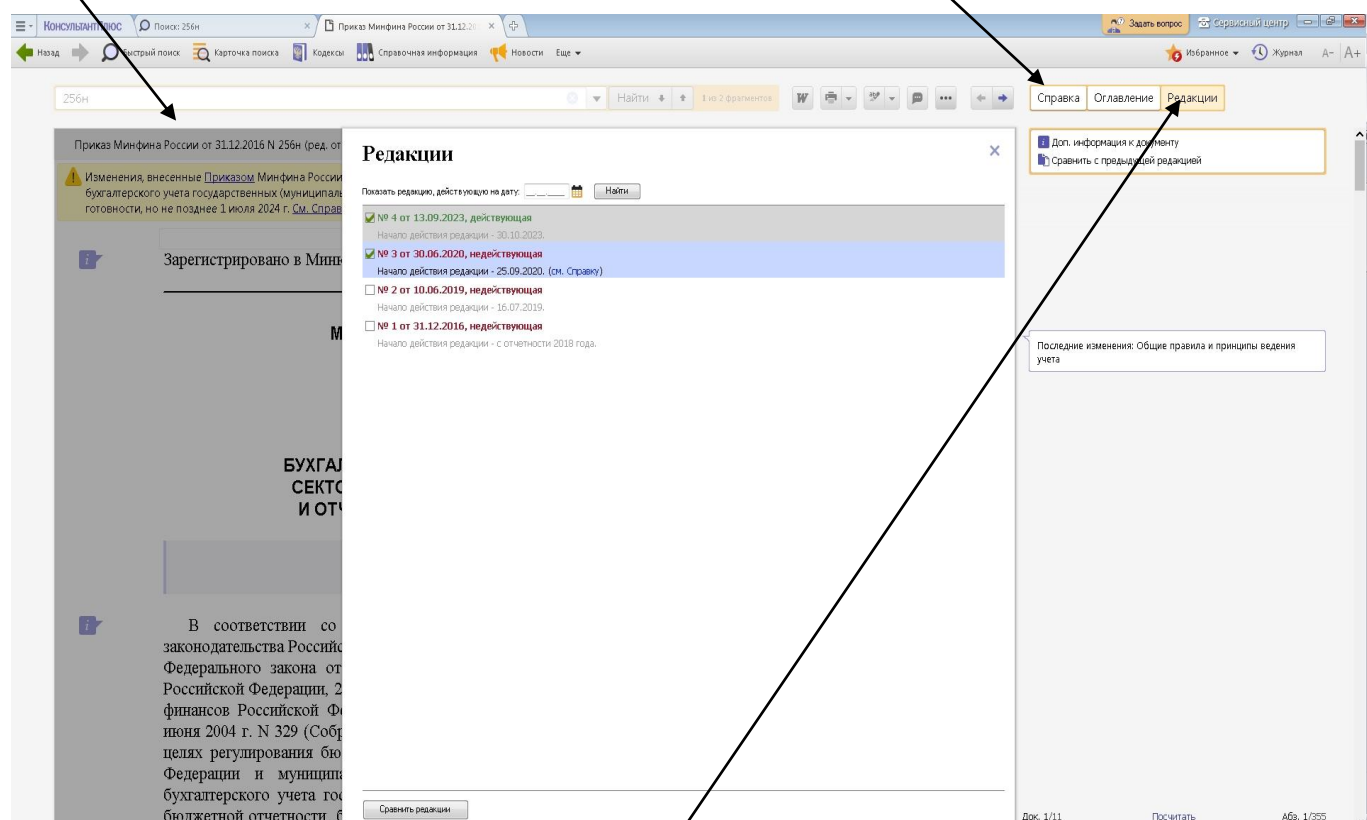 КонсультантПлюс Поиск: 256н × Приказ Минфина России от 31.12.20 × Задать вопрос Сервисный центр
Назад Быстрый поиск Карточка поиска Кодексы Справочная информация Новости Еще Избранное Журнал А- А+
256н Найти 1 из 2 фрагментов W ••• Справка Оглавление Редакции
Приказ Минфина России от 31.12.2016 N 256н (ред. от
Изменения, внесенные Приказом Минфина России
бухгалтерского учета государственных (муниципаль
готовности, но не позднее 1 июля 2024 г. См. Справ
Зарегистрировано в Миню
М
БУХГАЛ
СЕКТО
И ОТЧ
В соответствии со
законодательства Российс
Федерального закона от
Российской Федерации, 2
финансов Российской Фе
июня 2004 г. N 329 (Собр
целях регулирования бю
Федерации и муниципа
бухгалтерского учета гос
бюджетной отчетности, б
Редакции ×
Показать редакцию, действующую на дату: __.__.____ Найти
№ 4 от 13.09.2023, действующая
Начало действия редакции - 30.10.2023.
№ 3 от 30.06.2020, недействующая
Начало действия редакции - 25.09.2020. (см. Справку)
№ 2 от 10.06.2019, недействующая
Начало действия редакции - 16.07.2019.
№ 1 от 31.12.2016, недействующая
Начало действия редакции - с отчетности 2018 года.
Сравнить редакции
Доп. информация к документу
Сравнить с предыдущей редакцией
Последние изменения: Общие правила и принципы ведения
учета
Док. 1/11 Посчитать Абз. 1/355